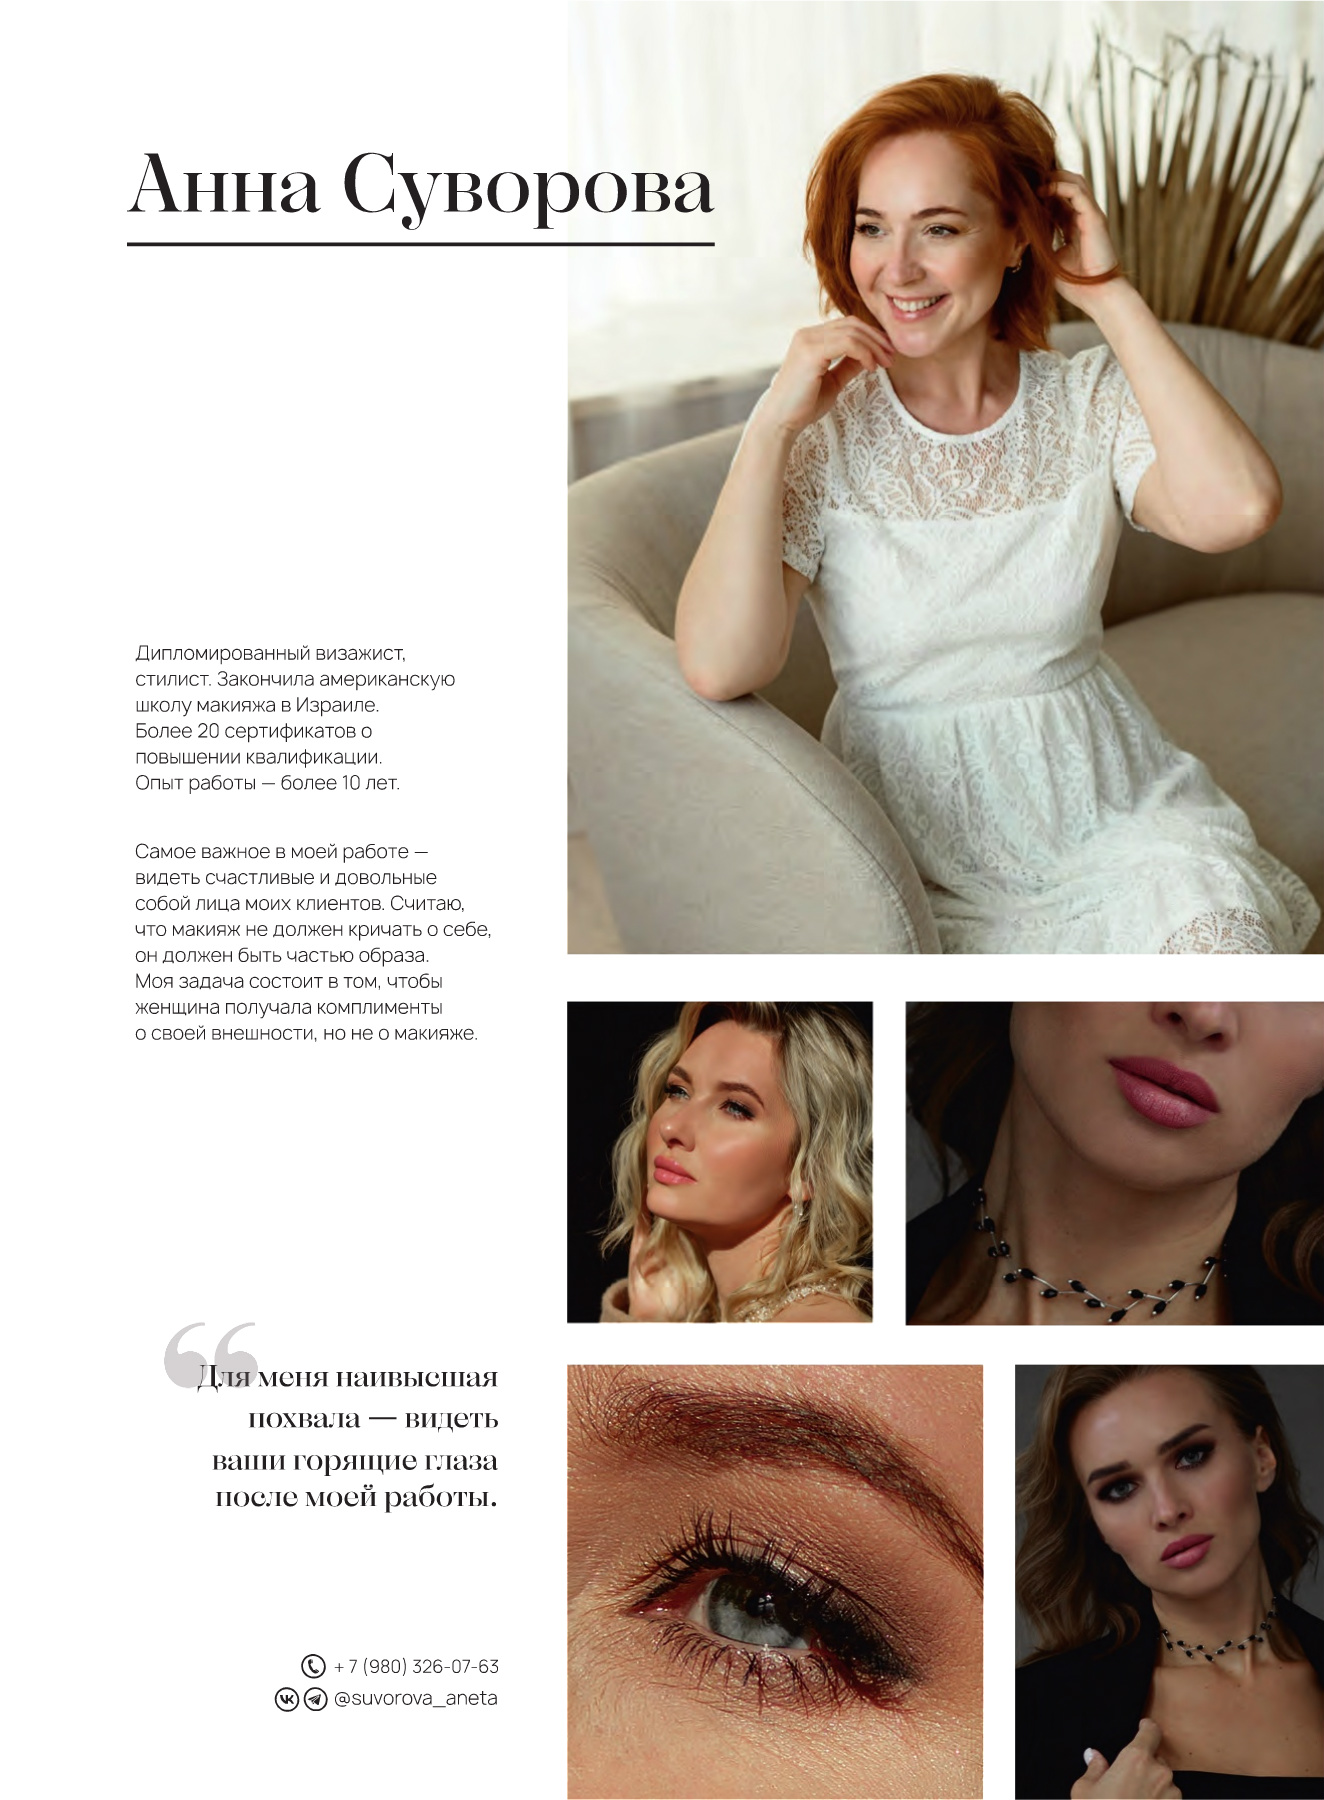 Анна Суворова
Дипломированный визажист,
стилист. Закончила американскую
школу макияжа в Израиле.
Более 20 сертификатов о
повышении квалификации.
Опыт работы — более 10 лет.
Самое важное в моей работе —
видеть счастливые и довольные
собой лица моих клиентов. Считаю,
что макияж не должен кричать о себе,
он должен быть частью образа.
Моя задача состоит в том, чтобы
женщина получала комплименты
о своей внешности, но не о макияже.
“Для меня наивысшая
похвала — видеть
ваши горящие глаза
после моей работы.
+ 7 (980) 326-07-63
@suvorova_aneta